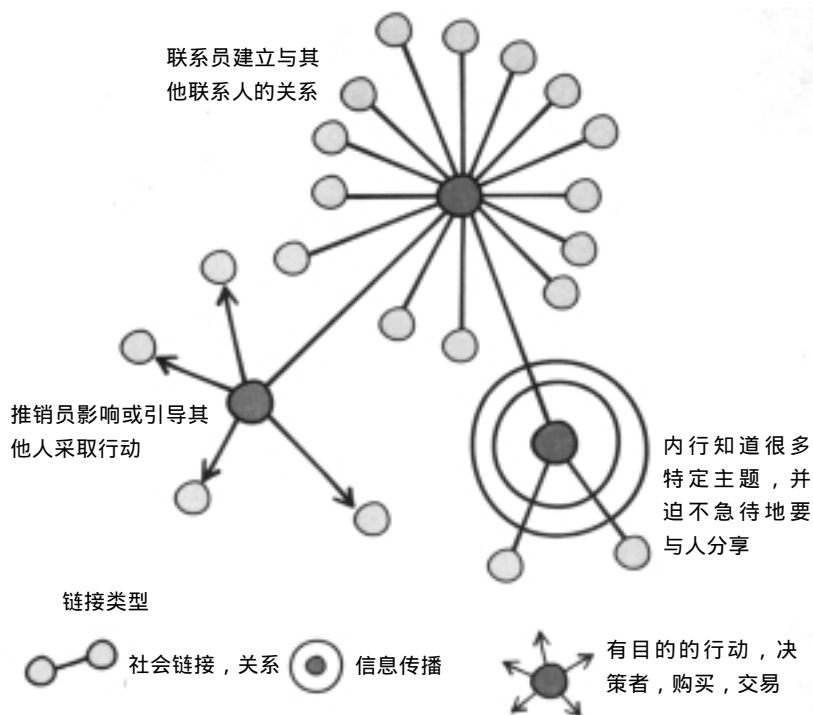 联系员建立与其
他联系人的关系
推销员影响或引导其
他人采取行动
内行知道很多
特定主题，并
迫不急待地要
与人分享
链接类型
社会链接，关系
信息传播
有目的的行动，决
策者，购买，交易